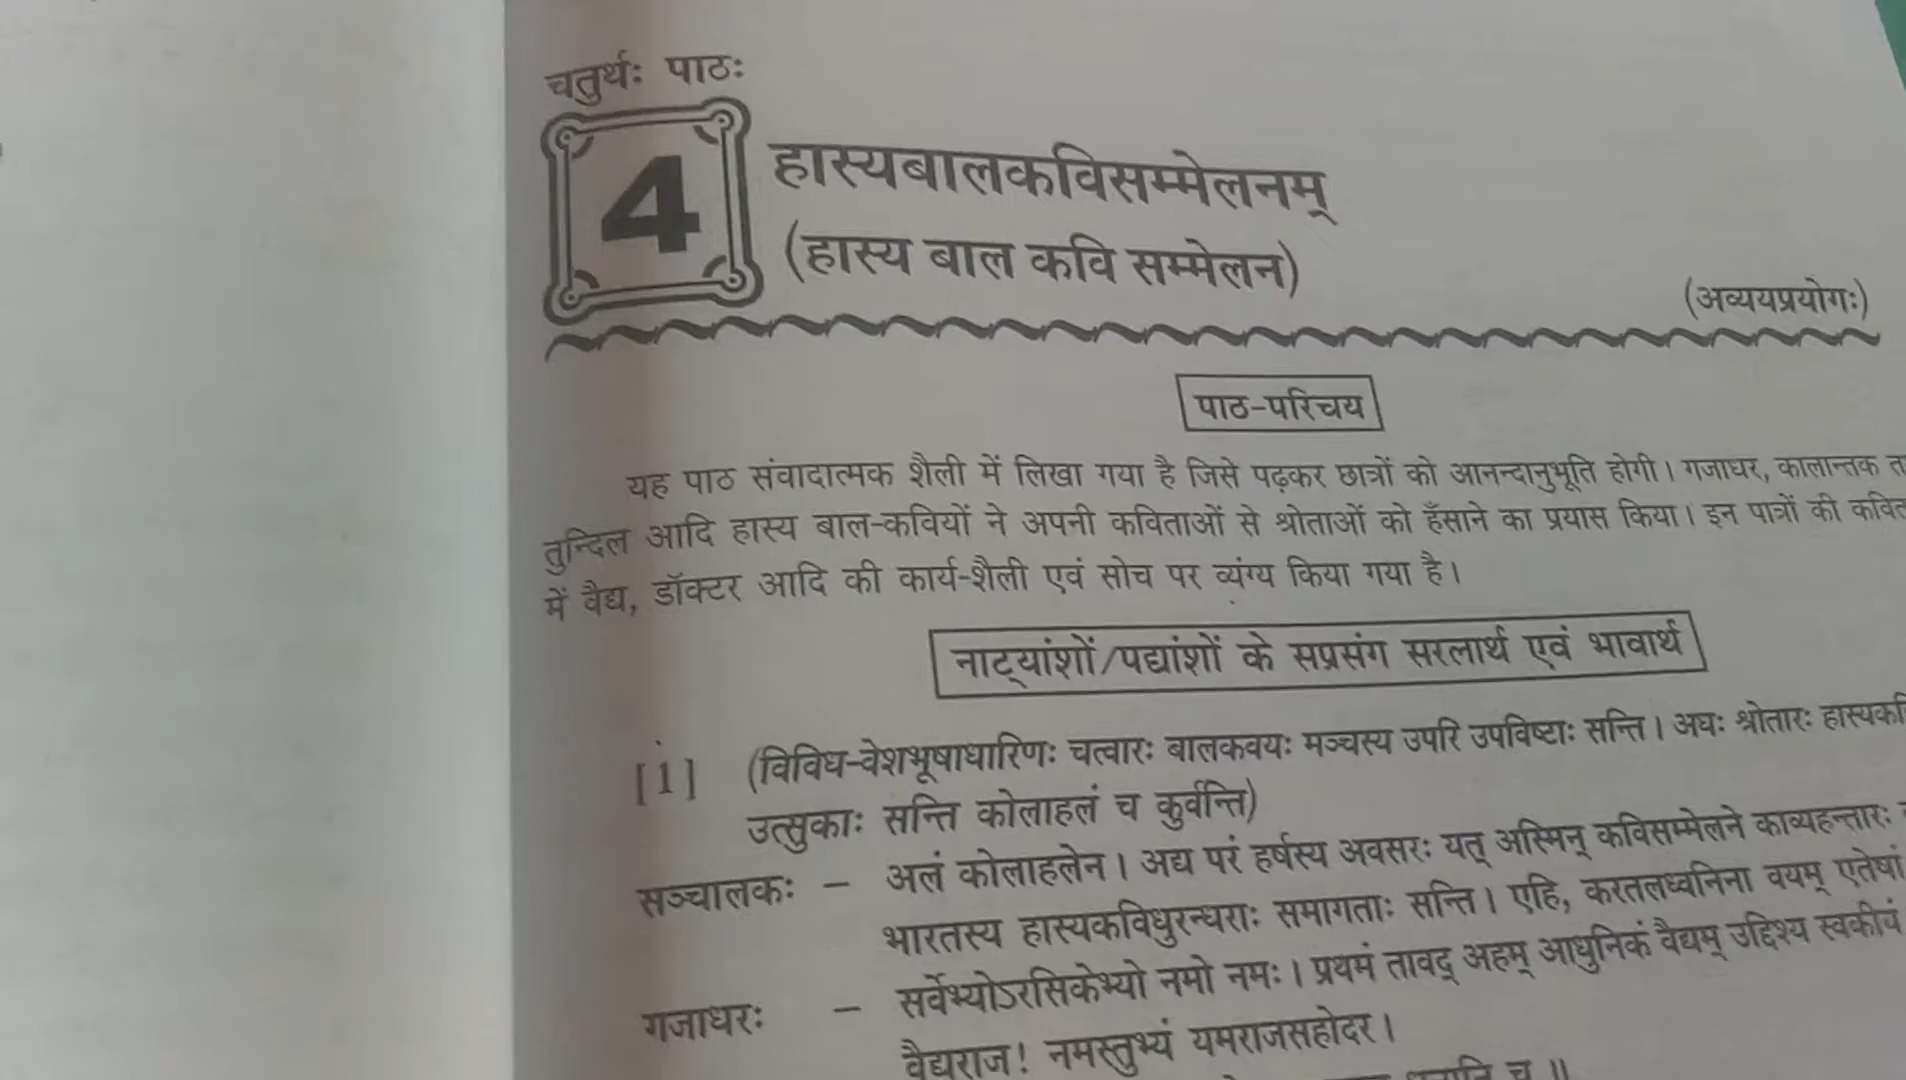 चतुर्थः पाठः
4
हास्यबालकविसम्मेलनम्
(हास्य बाल कवि सम्मेलन)
(अव्ययप्रयोगः)
पाठ-परिचय
यह पाठ संवादात्मक शैली में लिखा गया है जिसे पढ़कर छात्रों को आनन्दानुभूति होगी। गजाधर, कालान्तक
तुन्दिल आदि हास्य बाल-कवियों ने अपनी कविताओं से श्रोताओं को हँसाने का प्रयास किया। इन पात्रों की
में वैद्य, डॉक्टर आदि की कार्य-शैली एवं सोच पर व्यंग्य किया गया है।
नाट्यांशों/पद्यांशों के सप्रसंग सरलार्थ एवं भावार्थ
[1] (विविध-वेशभूषाधारिणः चत्वारः बालकवयः मञ्चस्य उपरि उपविष्टाः सन्ति। अधः श्रोतारः
उत्सुकाः सन्ति कोलाहलं च कुर्वन्ति)
सञ्चालकः – अलं कोलाहलेन। अद्य परं हर्षस्य अवसरः यत् अस्मिन् कविसम्मेलने काव्यहन्तारः
भारतस्य हास्यकविधुरन्धराः समागताः सन्ति। एहि, करतलध्वनिना वयम् एतेषां
गजाधरः – सर्वेभ्योऽरसिकेभ्यो नमो नमः। प्रथमं तावद् अहम् आधुनिकं वैद्यम् उद्दिश्य स्वकीयं
वैद्यराज! नमस्तुभ्यं यमराजसहोदर।
च॥